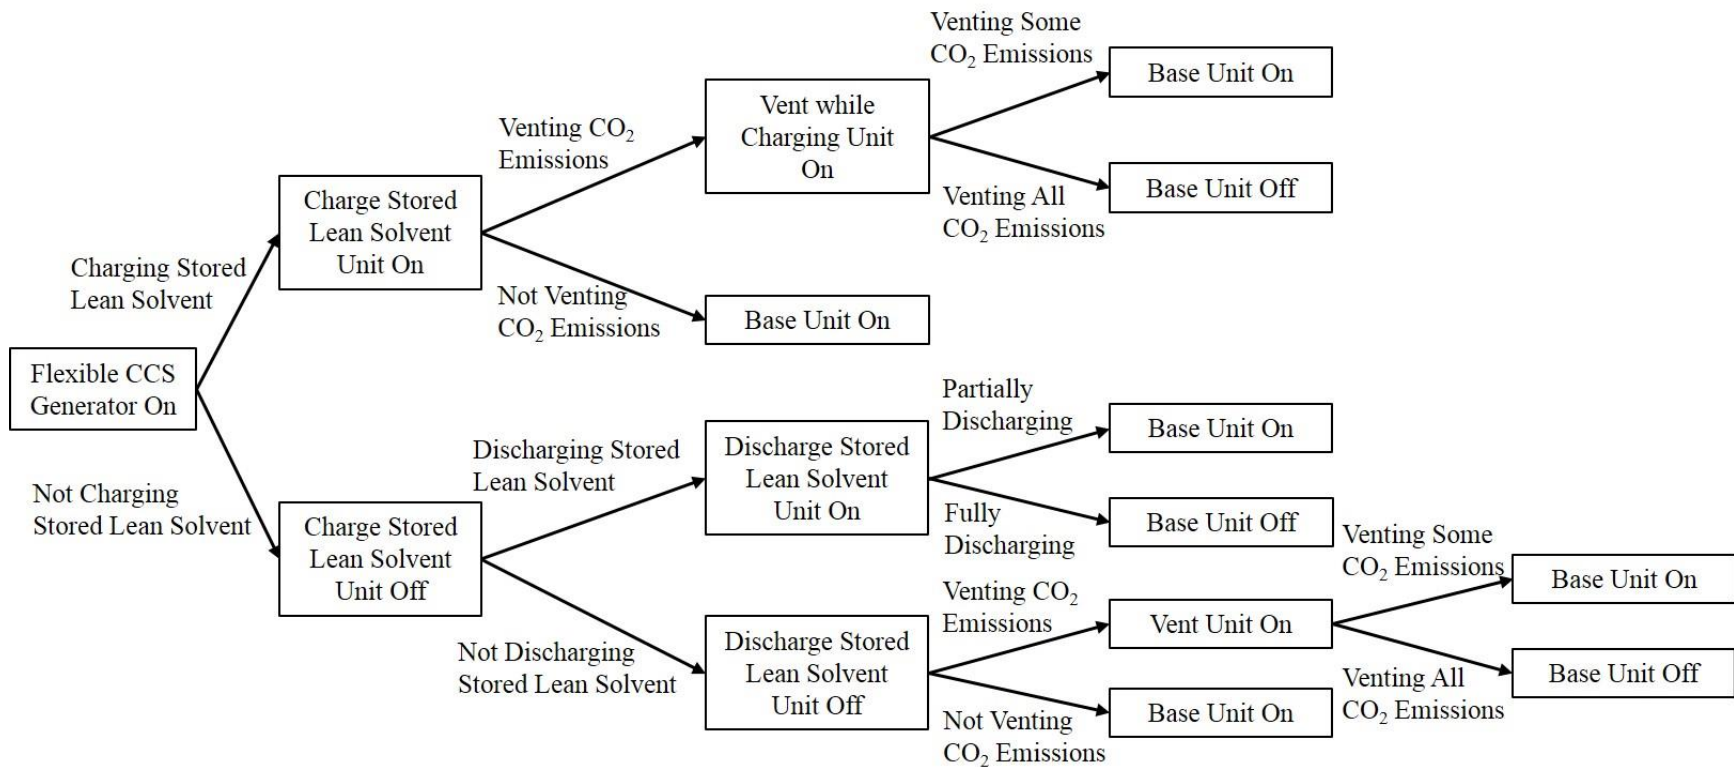 Flexible CCS
Generator On
Charging Stored
Lean Solvent
Not Charging
Stored Lean Solvent
Charge Stored
Lean Solvent
Unit On
Venting CO₂
Emissions
Not Venting
CO₂ Emissions
Vent while
Charging Unit
On
Venting Some
CO₂ Emissions
Base Unit On
Venting All
CO₂ Emissions
Base Unit Off
Base Unit On
Charge Stored
Lean Solvent
Unit Off
Discharging Stored
Lean Solvent
Not Discharging
Stored Lean Solvent
Discharge Stored
Lean Solvent
Unit On
Partially
Discharging
Base Unit On
Fully
Discharging
Base Unit Off
Discharge Stored
Lean Solvent
Unit Off
Venting CO₂
Emissions
Vent Unit On
Venting Some
CO₂ Emissions
Base Unit On
Venting All
CO₂ Emissions
Base Unit Off
Not Venting
CO₂ Emissions
Base Unit On